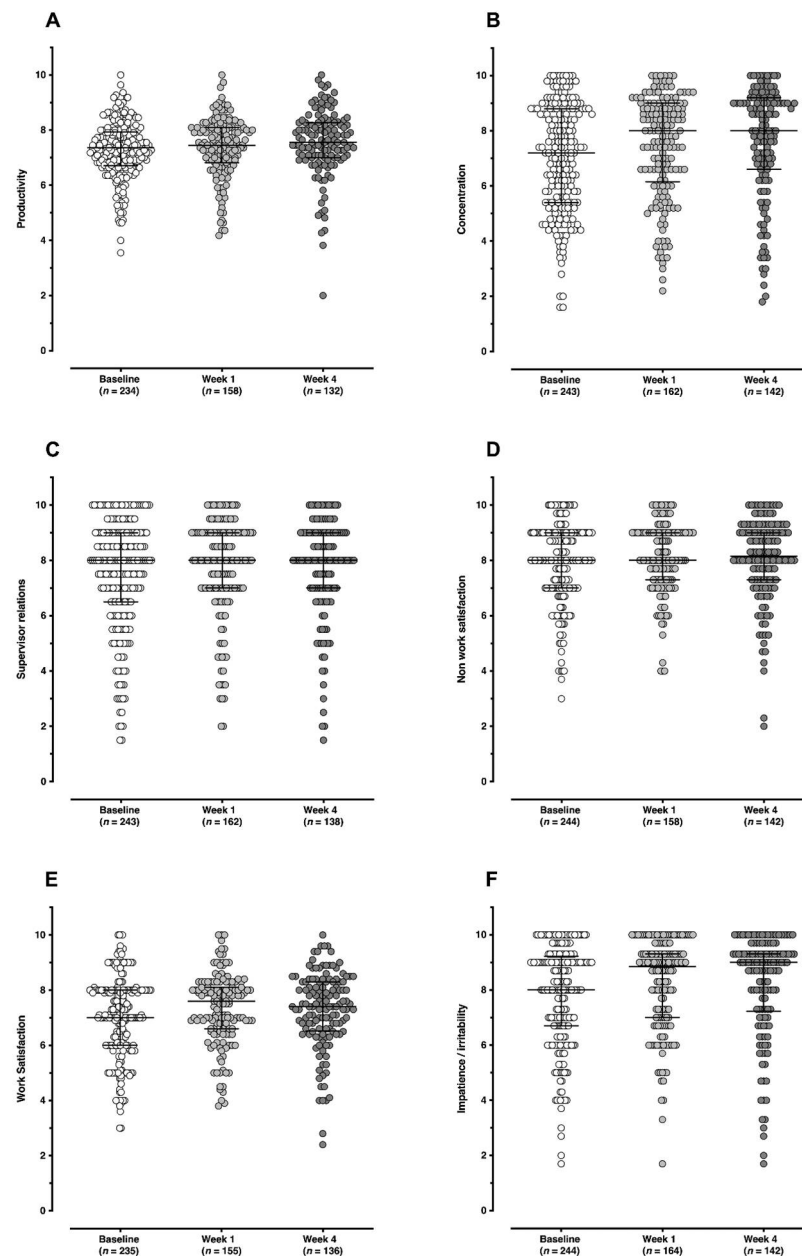 A
Productivity
10
8
6
4
2
0
Baseline
(n = 234)
Week 1
(n = 158)
Week 4
(n = 132)
B
Concentration
10
8
6
4
2
0
Baseline
(n = 243)
Week 1
(n = 162)
Week 4
(n = 142)
C
Supervisor relations
10
8
6
4
2
0
Baseline
(n = 243)
Week 1
(n = 162)
Week 4
(n = 138)
D
Non work satisfaction
10
8
6
4
2
0
Baseline
(n = 244)
Week 1
(n = 158)
Week 4
(n = 142)
E
Work Satisfaction
10
8
6
4
2
0
Baseline
(n = 235)
Week 1
(n = 155)
Week 4
(n = 136)
F
Impatience / irritability
10
8
6
4
2
0
Baseline
(n = 244)
Week 1
(n = 164)
Week 4
(n = 142)